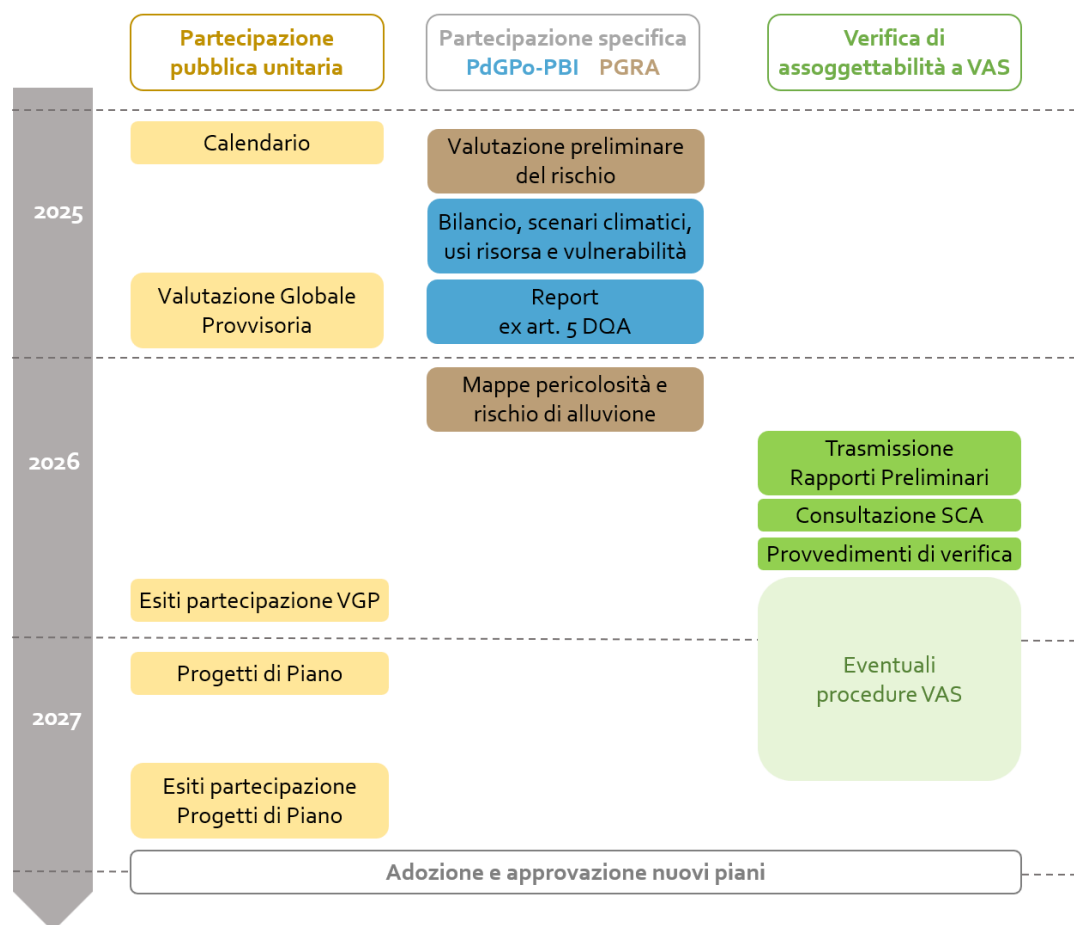 Partecipazione
pubblica unitaria
Partecipazione specifica
PdGPo-PBI PGRA
Verifica di
assoggettabilità a VAS
2025
Calendario
Valutazione preliminare
del rischio
Bilancio, scenari climatici,
usi risorsa e vulnerabilità
Valutazione Globale
Provvisoria
Report
ex art. 5 DQA
2026
Mappe pericolosità e
rischio di alluvione
Trasmissione
Rapporti Preliminari
Consultazione SCA
Provvedimenti di verifica
Esiti partecipazione VGP
Eventuali
procedure VAS
2027
Progetti di Piano
Esiti partecipazione
Progetti di Piano
Adozione e approvazione nuovi piani